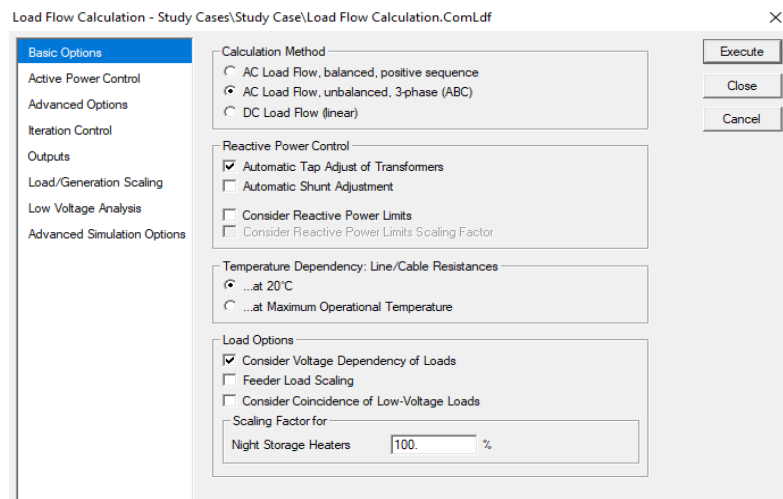 Load Flow Calculation - Study Cases\Study Case\Load Flow Calculation.ComLdf
Basic Options
Active Power Control
Advanced Options
Iteration Control
Outputs
Load/Generation Scaling
Low Voltage Analysis
Advanced Simulation Options
Calculation Method
AC Load Flow, balanced, positive sequence
AC Load Flow, unbalanced, 3-phase (ABC)
DC Load Flow (linear)
Reactive Power Control
Automatic Tap Adjust of Transformers
Automatic Shunt Adjustment
Consider Reactive Power Limits
Consider Reactive Power Limits Scaling Factor
Temperature Dependency: Line/Cable Resistances
...at 20°C
...at Maximum Operational Temperature
Load Options
Consider Voltage Dependency of Loads
Feeder Load Scaling
Consider Coincidence of Low-Voltage Loads
Scaling Factor for
Night Storage Heaters 100. %
Execute
Close
Cancel